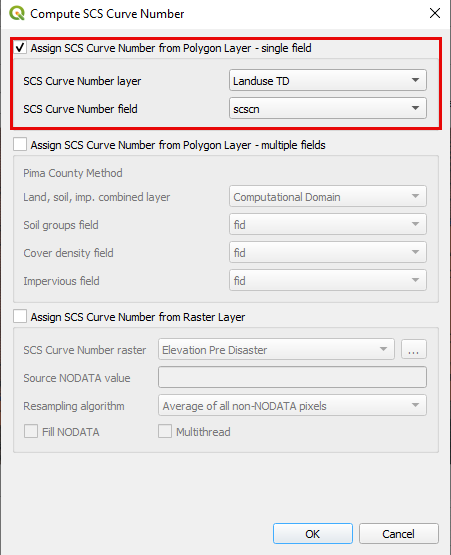 Compute SCS Curve Number
Assign SCS Curve Number from Polygon Layer - single field
SCS Curve Number layer Landuse TD
SCS Curve Number field scscn
Assign SCS Curve Number from Polygon Layer - multiple fields
Pima County Method
Land, soil, imp. combined layer Computational Domain
Soil groups field fid
Cover density field fid
Impervious field fid
Assign SCS Curve Number from Raster Layer
SCS Curve Number raster Elevation Pre Disaster ...
Source NODATA value
Resampling algorithm Average of all non-NODATA pixels
Fill NODATA Multithread
OK Cancel